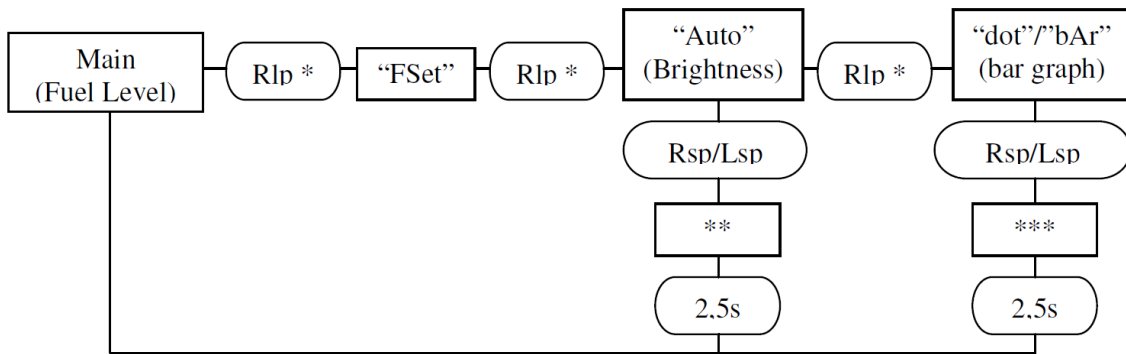 Main
(Fuel Level)
Rlp *
“FSet”
Rlp *
“Auto”
(Brightness)
Rlp *
“dot”/”bAr”
(bar graph)
Rsp/Lsp
Rsp/Lsp
**
***
2,5s
2,5s